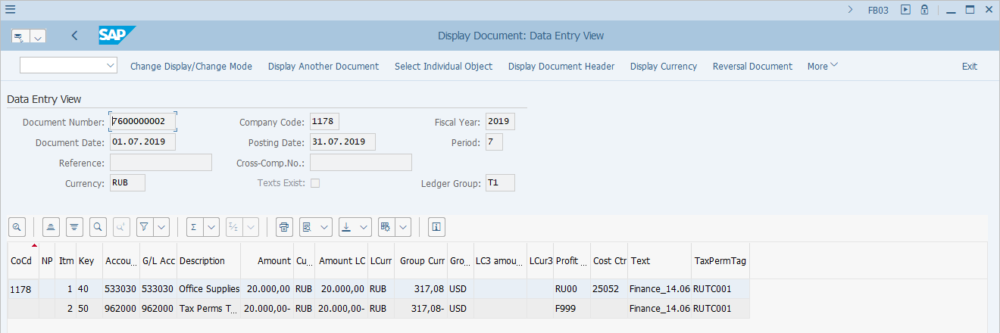 FB03
SAP Display Document: Data Entry View
Change Display/Change Mode Display Another Document Select Individual Object Display Document Header Display Currency Reversal Document More Exit
Data Entry View
Document Number: 7600000002 Company Code: 1178 Fiscal Year: 2019
Document Date: 01.07.2019 Posting Date: 31.07.2019 Period: 7
Reference: Cross-Comp.No.:
Currency: RUB Texts Exist: Ledger Group: T1
CoCd NP Itm Key Accou... G/L Acc Description Amount Cu... Amount LC LCurr Group Curr Gro... LC3 amou... LCur3 Profit ... Cost Ctr Text TaxPermTag
1178 1 40 533030 533030 Office Supplies 20.000,00 RUB 20.000,00 RUB 317,08 USD RU00 25052 Finance_14.06 RUTC001
2 50 962000 962000 Tax Perms T... 20.000,00- RUB 20.000,00- RUB 317,08- USD F999 Finance_14.06 RUTC001